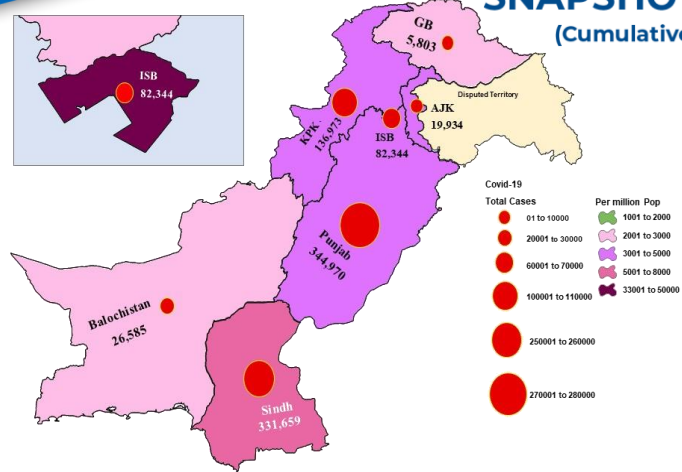 SNAPSHO
(Cumulative
ISB
82,344
GB
5,803
Disputed Territory
AJK
19,934
KPK
136,973
ISB
82,344
Punjab
344,970
Balochistan
26,585
Sindh
331,659
Covid-19
Total Cases
01 to 10000
20001 to 30000
60001 to 70000
100001 to 110000
250001 to 260000
270001 to 280000
Per million Pop
1001 to 2000
2001 to 3000
3001 to 5000
5001 to 8000
33001 to 50000